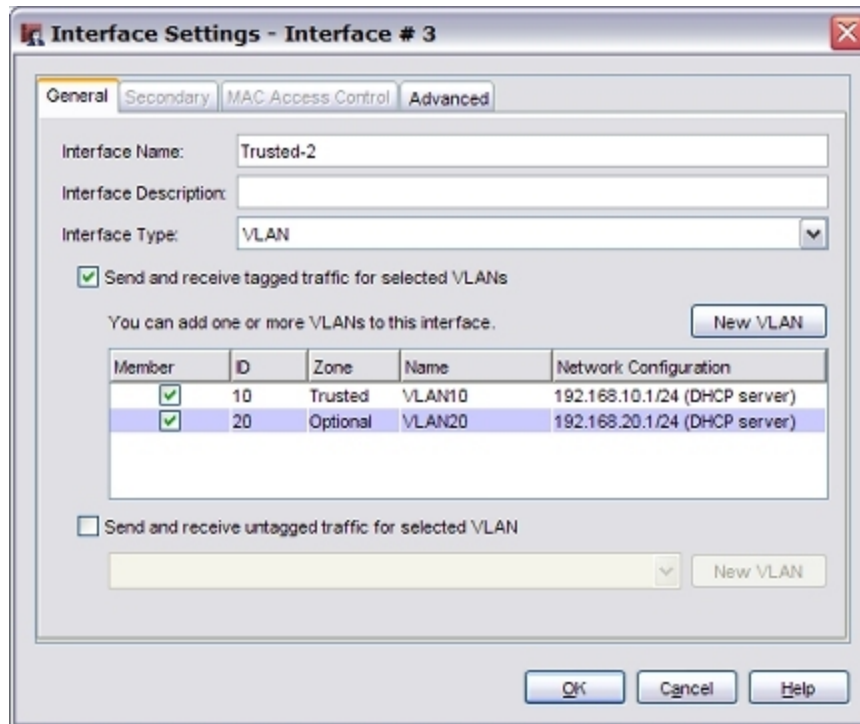 Interface Settings - Interface # 3
General Secondary MAC Access Control Advanced
Interface Name: Trusted-2
Interface Description:
Interface Type: VLAN
Send and receive tagged traffic for selected VLANs
You can add one or more VLANs to this interface. New VLAN
Member ID Zone Name Network Configuration
10 Trusted VLAN10 192.168.10.1/24 (DHCP server)
20 Optional VLAN20 192.168.20.1/24 (DHCP server)
Send and receive untagged traffic for selected VLAN
New VLAN
OK Cancel Help